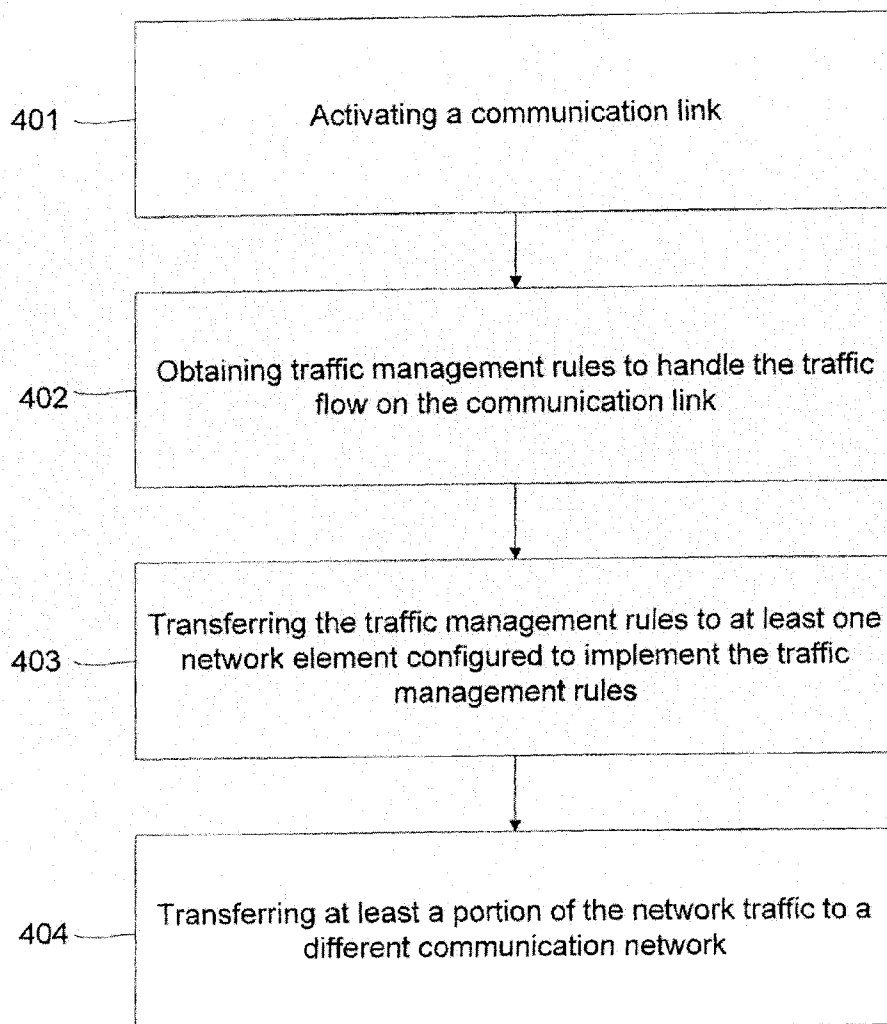 401
Activating a communication link
402
Obtaining traffic management rules to handle the traffic
flow on the communication link
403
Transferring the traffic management rules to at least one
network element configured to implement the traffic
management rules
404
Transferring at least a portion of the network traffic to a
different communication network